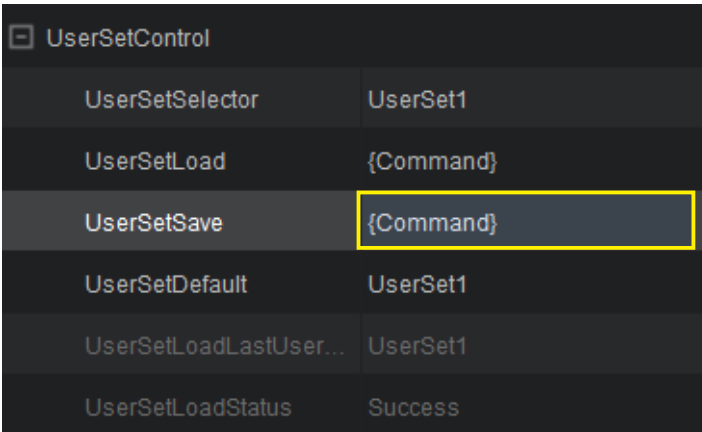 UserSetControl
UserSetSelector UserSet1
UserSetLoad {Command}
UserSetSave {Command}
UserSetDefault UserSet1
UserSetLoadLastUser... UserSet1
UserSetLoadStatus Success